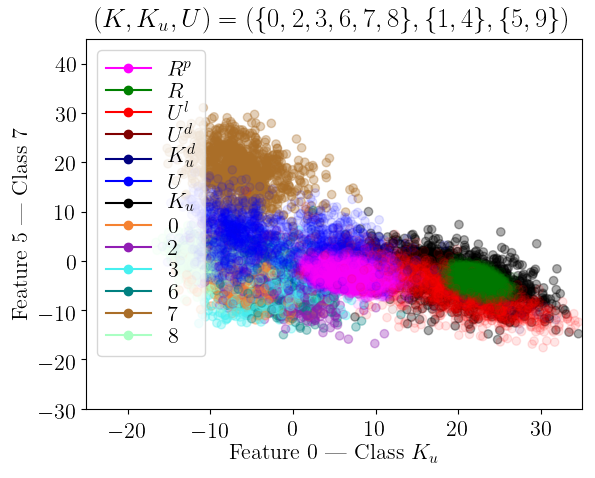 (K, K_u, U) = ({0, 2, 3, 6, 7, 8}, {1, 4}, {5, 9})
Feature 5 — Class 7
40
30
20
10
0
−10
−20
−30
R^p
R
U^l
U^d
K_u^d
U
K_u
0
2
3
6
7
8
−20
−10
0
10
20
30
Feature 0 — Class K_u